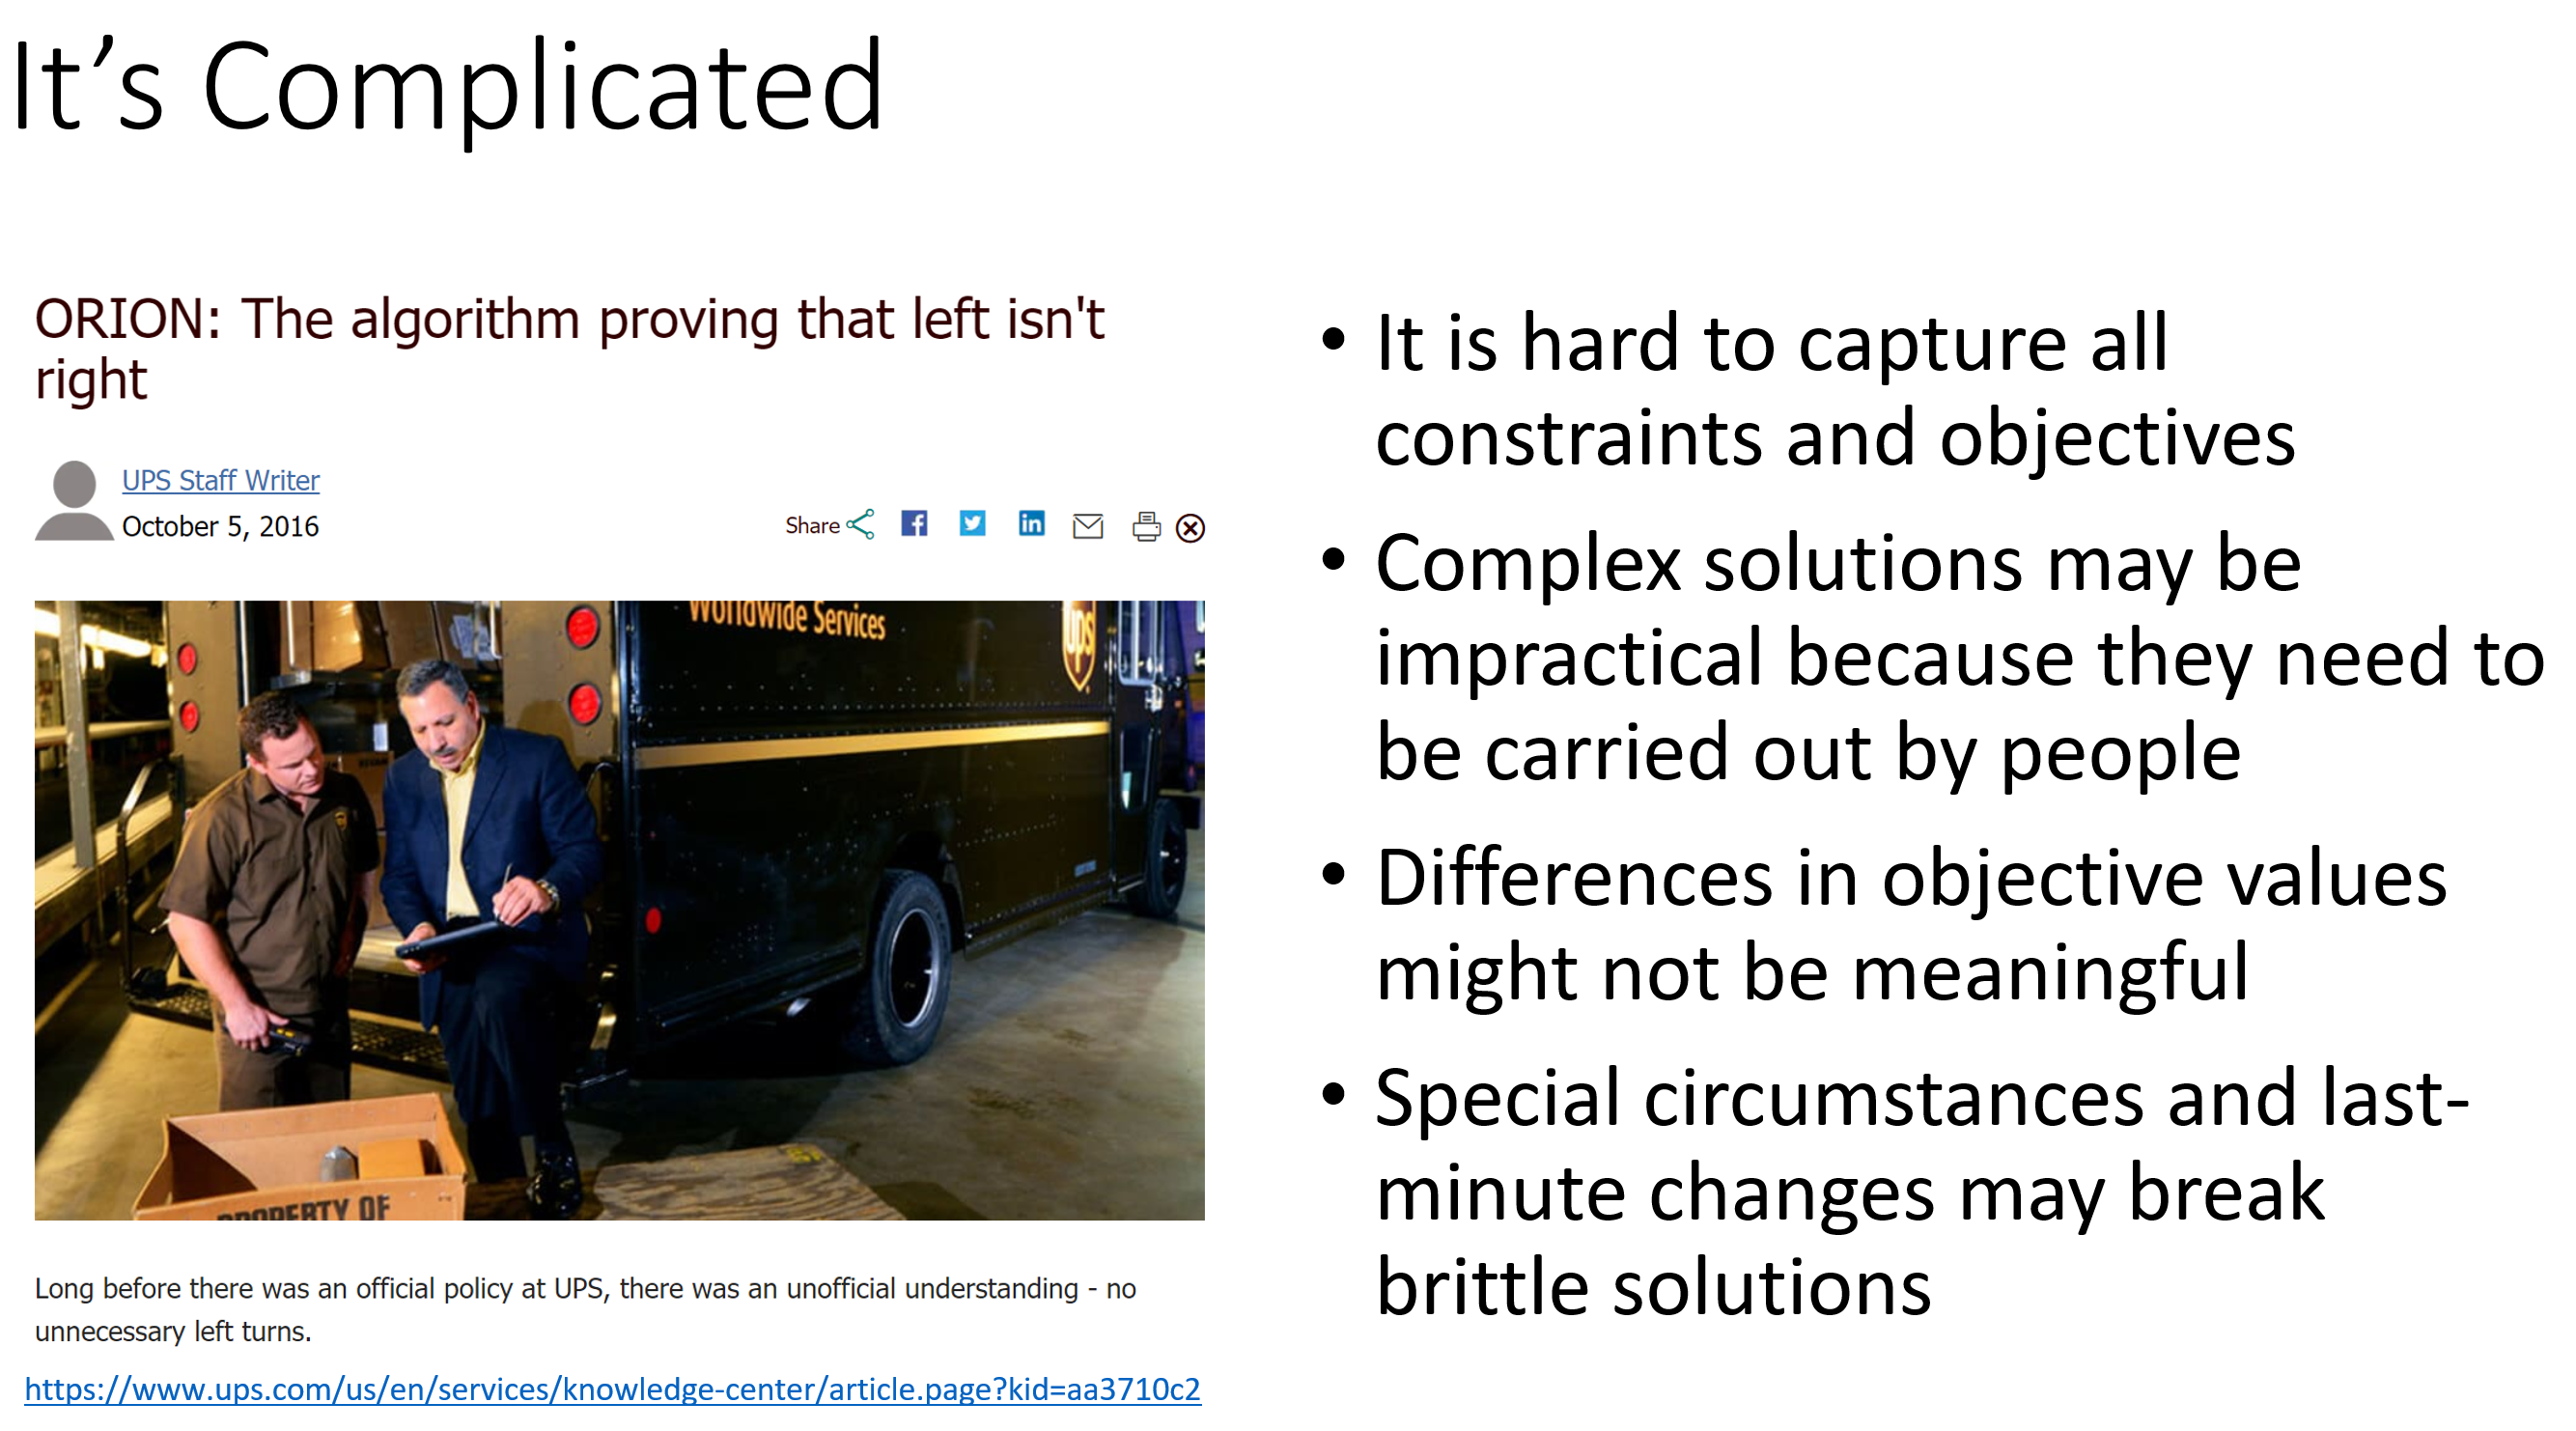 It’s Complicated
ORION: The algorithm proving that left isn't
right
UPS Staff Writer
October 5, 2016
Share
Worldwide Services
ups
PROPERTY OF
Long before there was an official policy at UPS, there was an unofficial understanding - no
unnecessary left turns.
https://www.ups.com/us/en/services/knowledge-center/article.page?kid=aa3710c2
• It is hard to capture all
constraints and objectives
• Complex solutions may be
impractical because they need to
be carried out by people
• Differences in objective values
might not be meaningful
• Special circumstances and last-
minute changes may break
brittle solutions